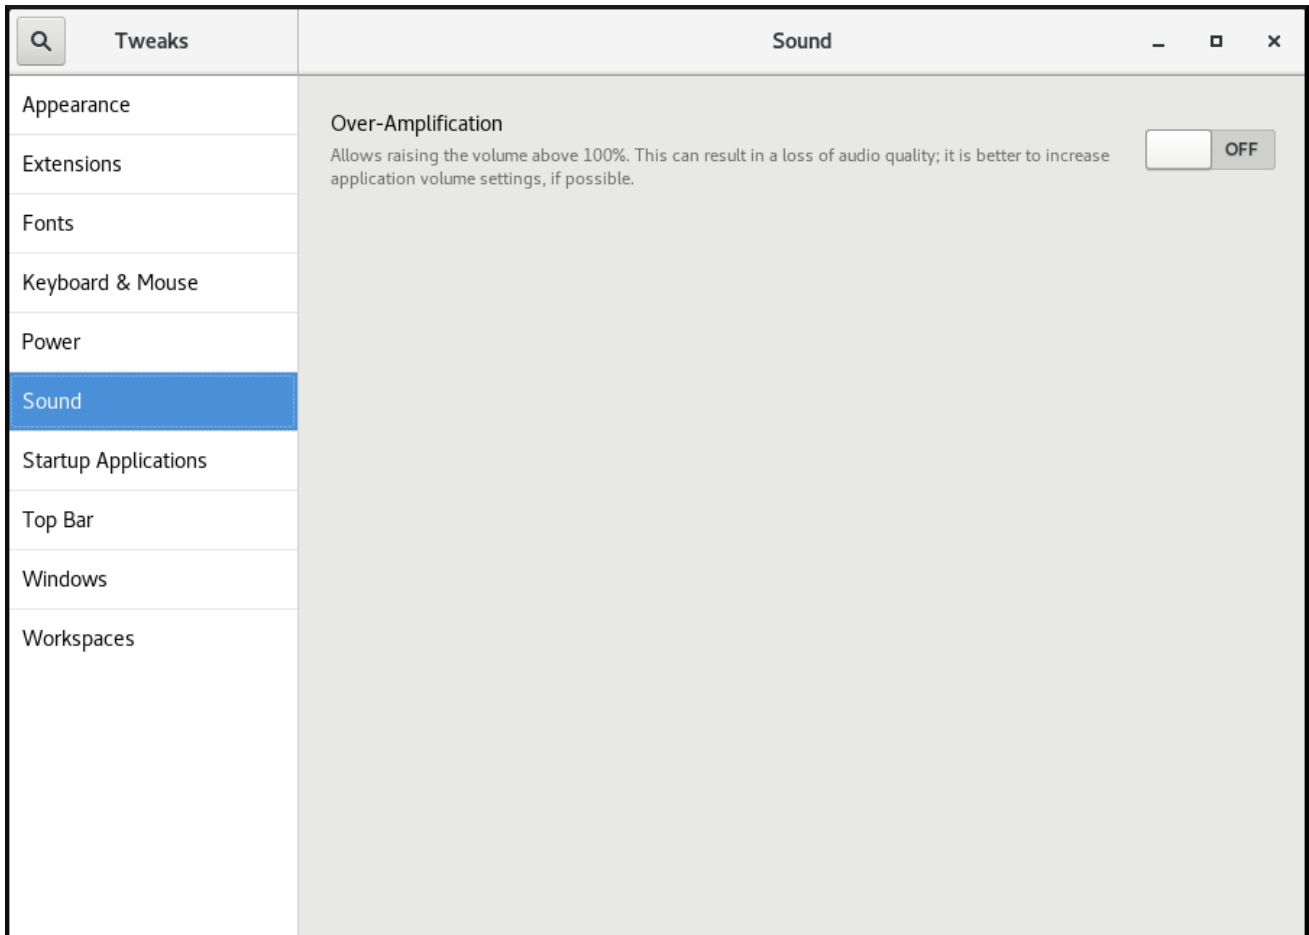 Tweaks
Sound
Appearance
Extensions
Fonts
Keyboard & Mouse
Power
Sound
Startup Applications
Top Bar
Windows
Workspaces
Over-Amplification
Allows raising the volume above 100%. This can result in a loss of audio quality; it is better to increase
application volume settings, if possible.
OFF